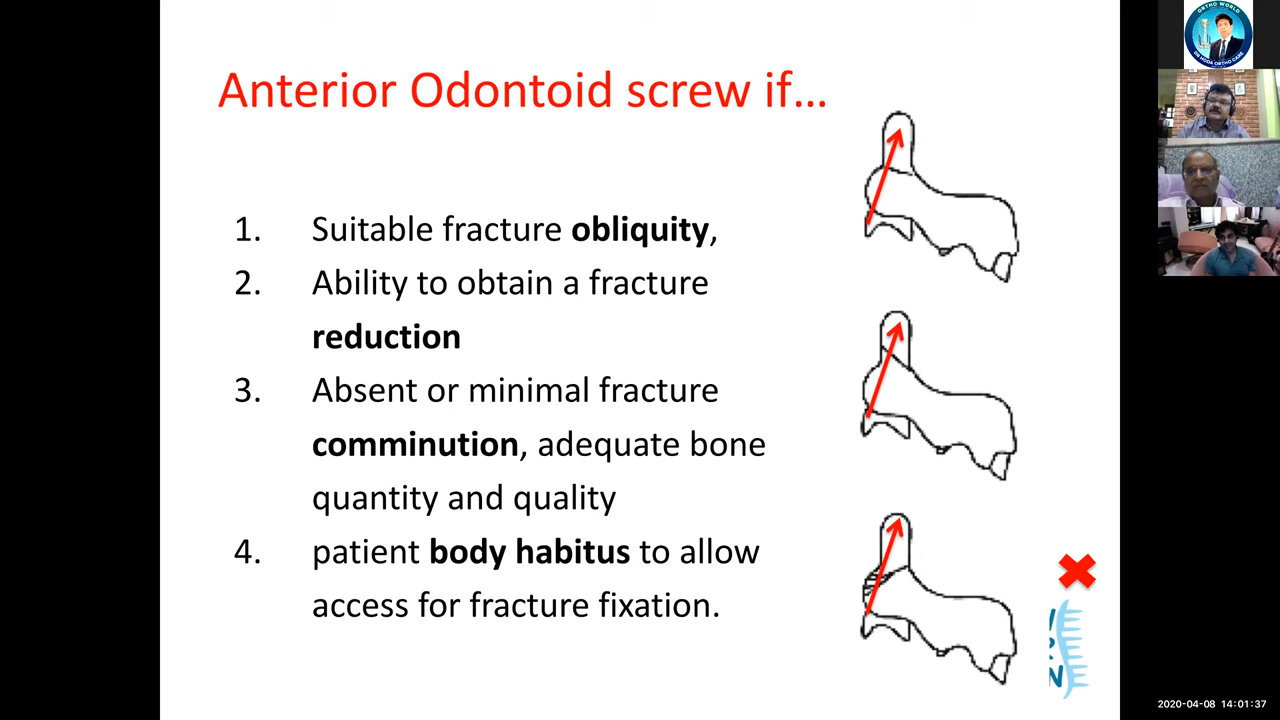 Anterior Odontoid screw if…
1. Suitable fracture obliquity,
2. Ability to obtain a fracture
reduction
3. Absent or minimal fracture
comminution, adequate bone
quantity and quality
4. patient body habitus to allow
access for fracture fixation.
ORTHO WORLD
2020-04-08 14:01:37